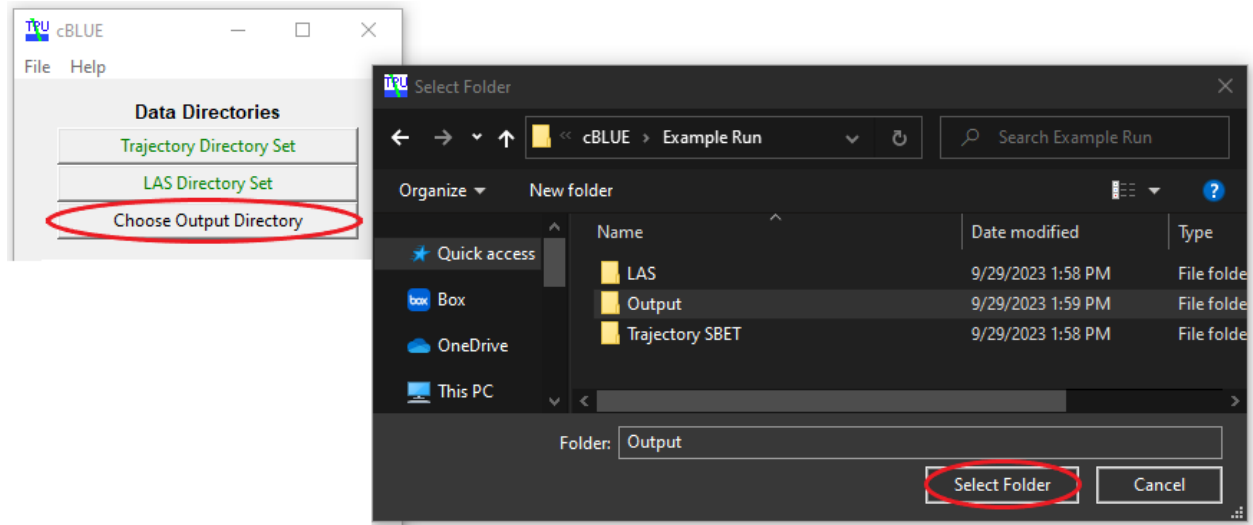 TPU cBLUE
File Help
Data Directories
Trajectory Directory Set
LAS Directory Set
Choose Output Directory
TPU Select Folder
« cBLUE › Example Run
Search Example Run
Organize New folder
?
Name Date modified Type
Quick access
box Box
OneDrive
This PC
LAS 9/29/2023 1:58 PM File folde
Output 9/29/2023 1:59 PM File folde
Trajectory SBET 9/29/2023 1:58 PM File folde
Folder: Output
Select Folder Cancel